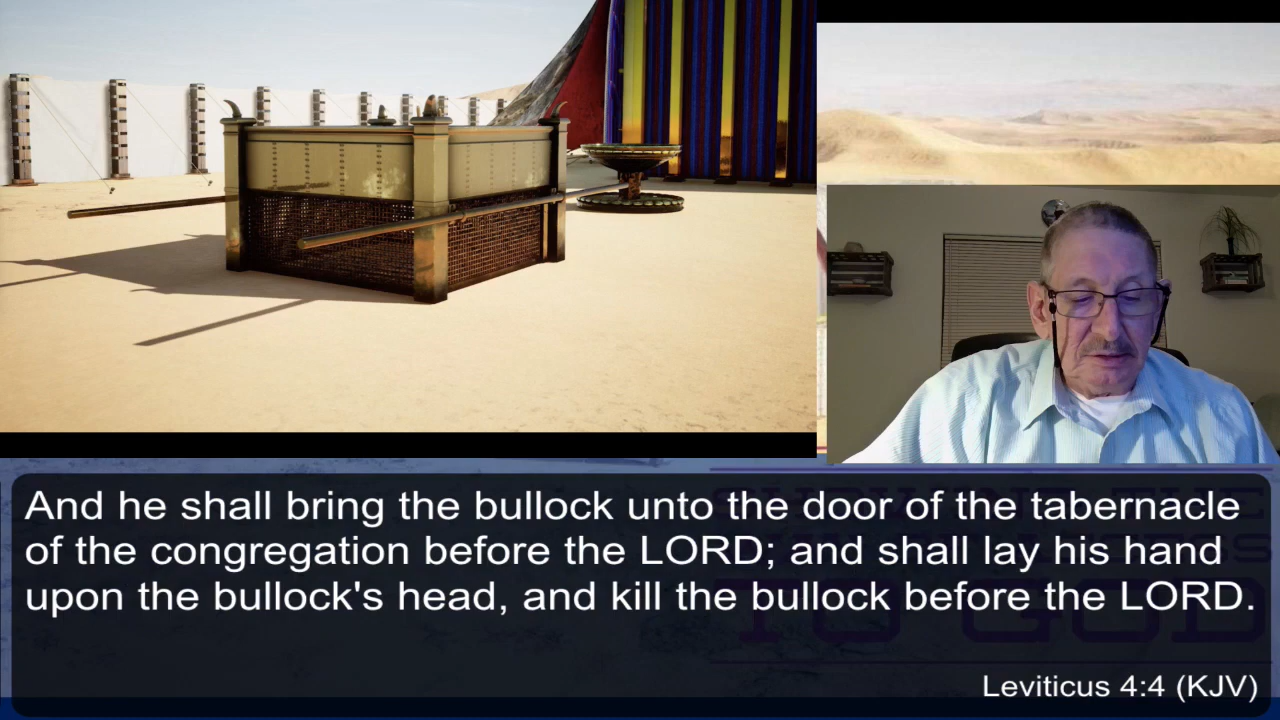 And he shall bring the bullock unto the door of the tabernacle
of the congregation before the LORD; and shall lay his hand
upon the bullock's head, and kill the bullock before the LORD.
TO GOD
Leviticus 4:4 (KJV)